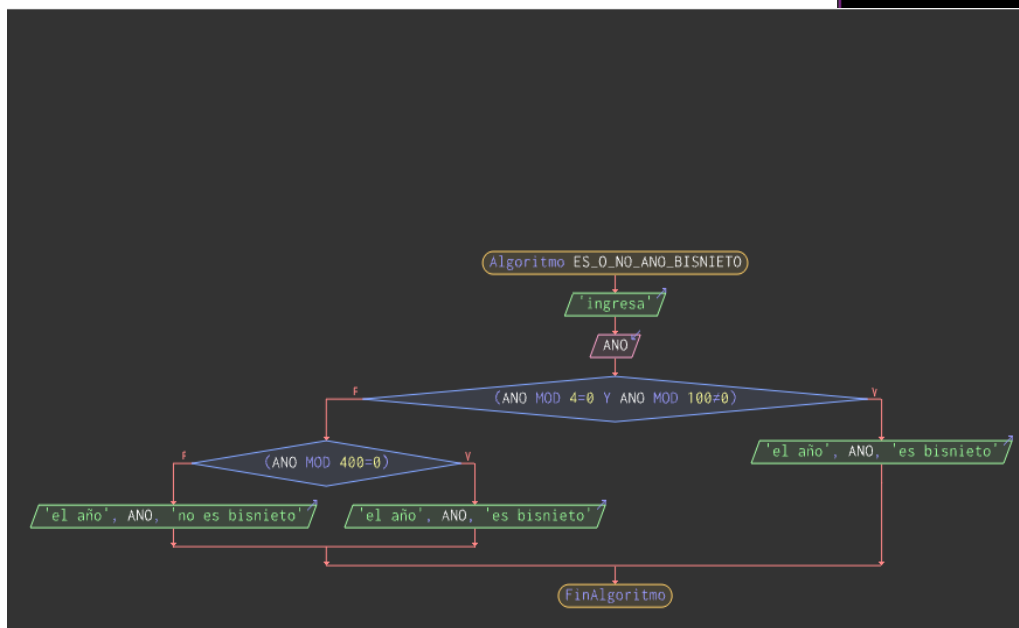 Algoritmo ES_O_NO_ANO_BISNIETO
'ingresa'
ANO
F
(ANO MOD 4=0 Y ANO MOD 100≠0)
V
'el año', ANO, 'es bisnieto'
F
(ANO MOD 400=0)
V
'el año', ANO, 'no es bisnieto'
'el año', ANO, 'es bisnieto'
FinAlgoritmo